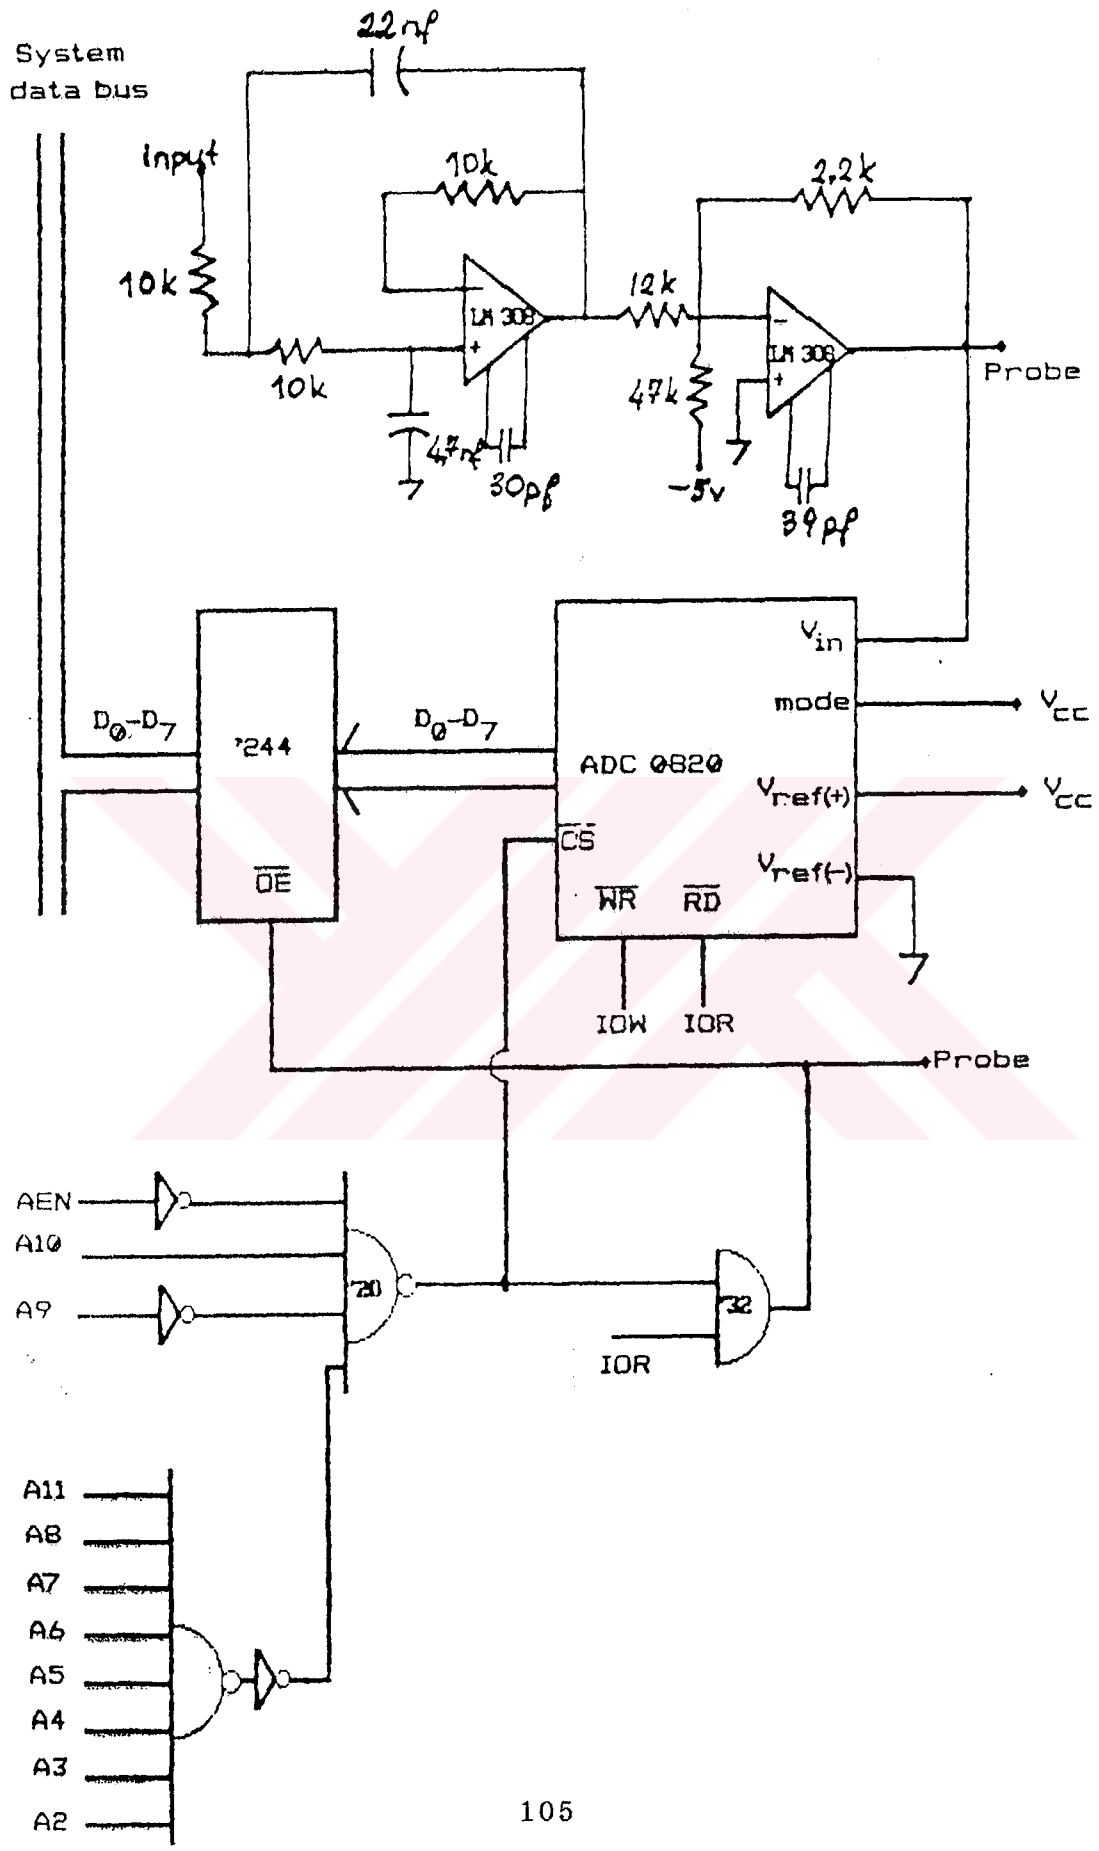 22nf
System
data bus
Input
10k
2.2k
10k
12k
LM 308
-
+
10k
47k
LM 308
-
+
Probe
4,7nf
30pf
-5v
39pf
Vin
mode
Vcc
D0-D7
D0-D7
'244
ADC 0820
Vref(+)
Vcc
CS
Vref(-)
OE
WR
RD
IOW
IOR
Probe
AEN
A10
'20
A9
'32
IOR
A11
A8
A7
A6
A5
A4
A3
A2
105